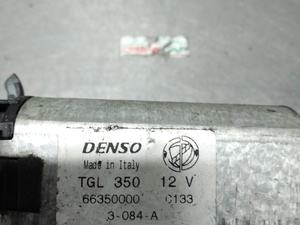 DENSO
Made in Italy
TGL 350 12 V
66350000 C133
3-084-A